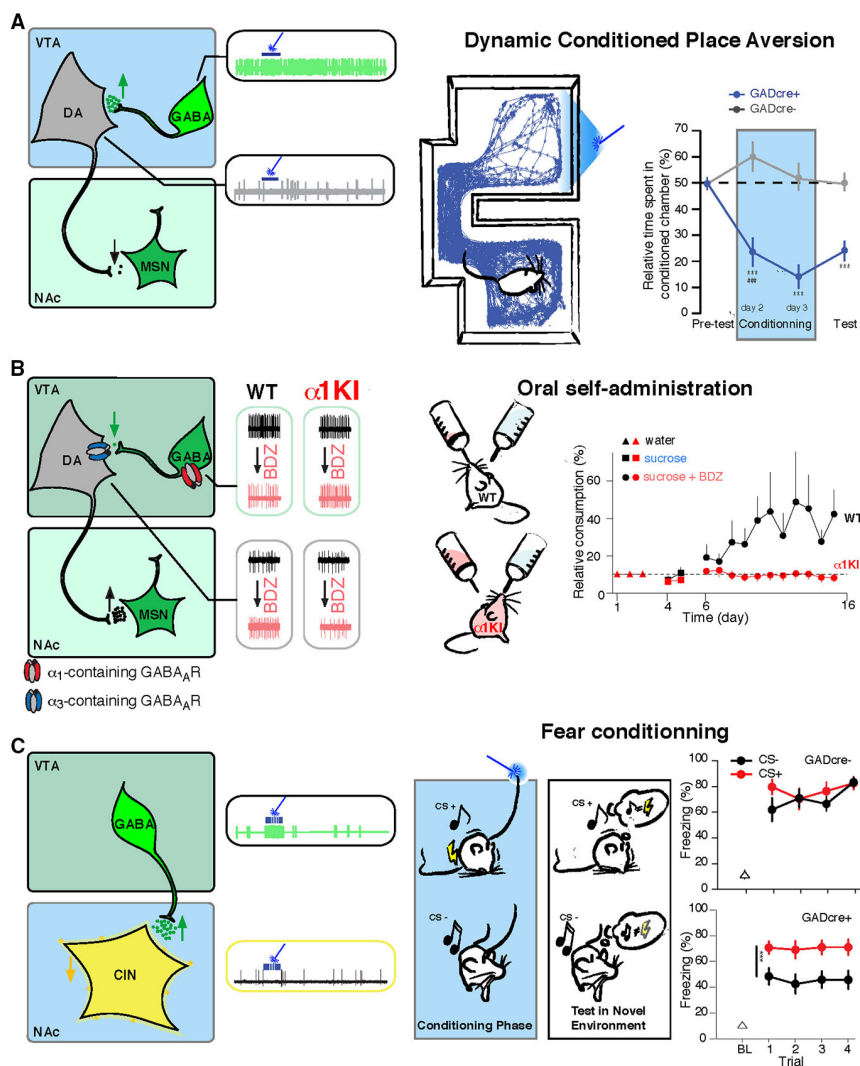 A
VTA
DA
GABA
MSN
NAc
Dynamic Conditioned Place Aversion
GADcre+
GADcre-
Relative time spent in
conditioned chamber (%)
70
60
50
40
30
20
10
0
***
###
***
***
day 2
day 3
Pre-test
Conditionning
Test
B
VTA
DA
GABA
MSN
NAc
WT
α1KI
BDZ
BDZ
BDZ
BDZ
α1-containing GABAAR
α3-containing GABAAR
Oral self-administration
WT
α1KI
water
sucrose
sucrose + BDZ
Relative consumption (%)
60
40
20
10
0
WT
α1KI
1
4
6
16
Time (day)
C
VTA
GABA
CIN
NAc
Fear conditionning
CS +
CS -
Conditioning Phase
CS +
CS -
Test in Novel
Environment
CS-
CS+
GADcre-
Freezing (%)
100
80
60
40
20
0
GADcre+
Freezing (%)
100
80
60
40
20
0
***
BL
1
2
3
4
Trial